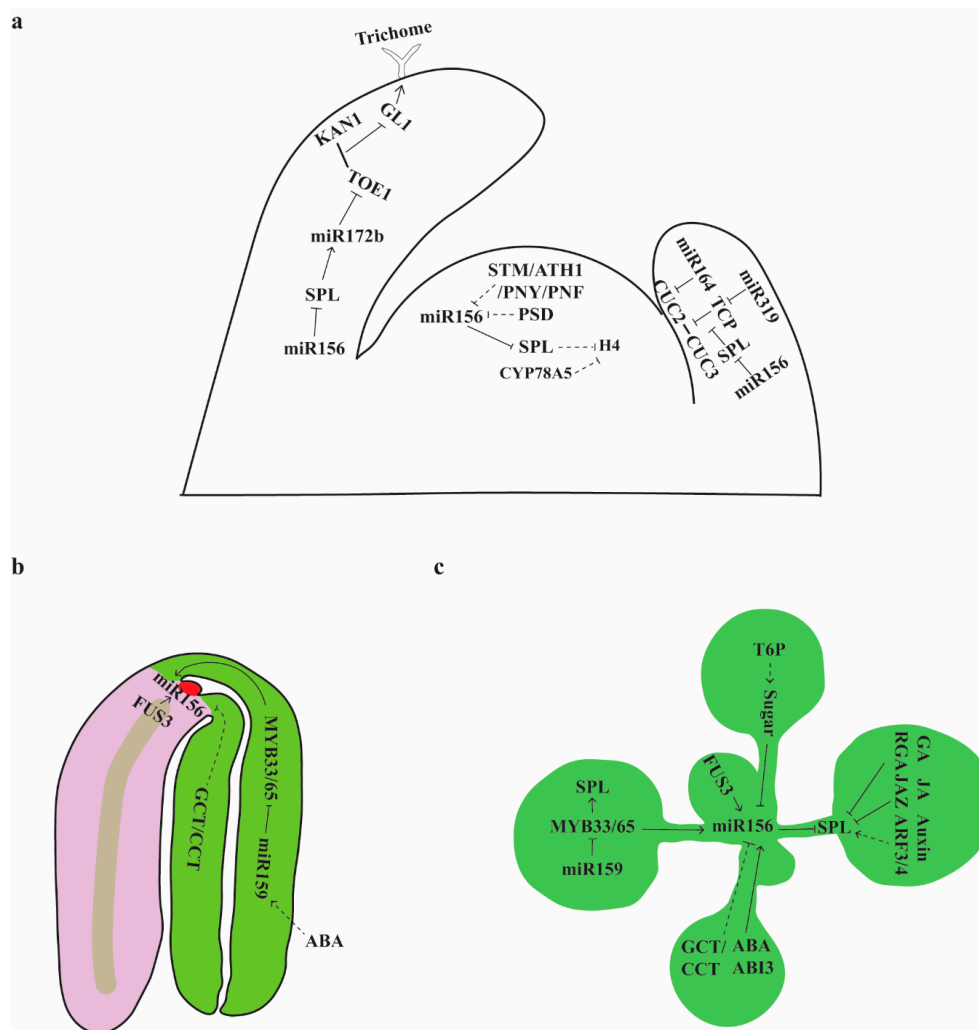 a
Trichome
KAN1
GL1
TOE1
miR172b
SPL
miR156
STM/ATH1
/PNY/PNF
miR156
PSD
SPL
H4
CYP78A5
miR164
miR319
CUC2–CUC3
TCP
SPL
miR156
b
miR156
FUS3
MYB33/65
GCT/CCT
miR159
ABA
c
T6P
Sugar
FUS3
SPL
MYB33/65
miR159
miR156
SPL
GA JA Auxin
RGA JAZ ARF3/4
GCT/
CCT
ABA
ABI3